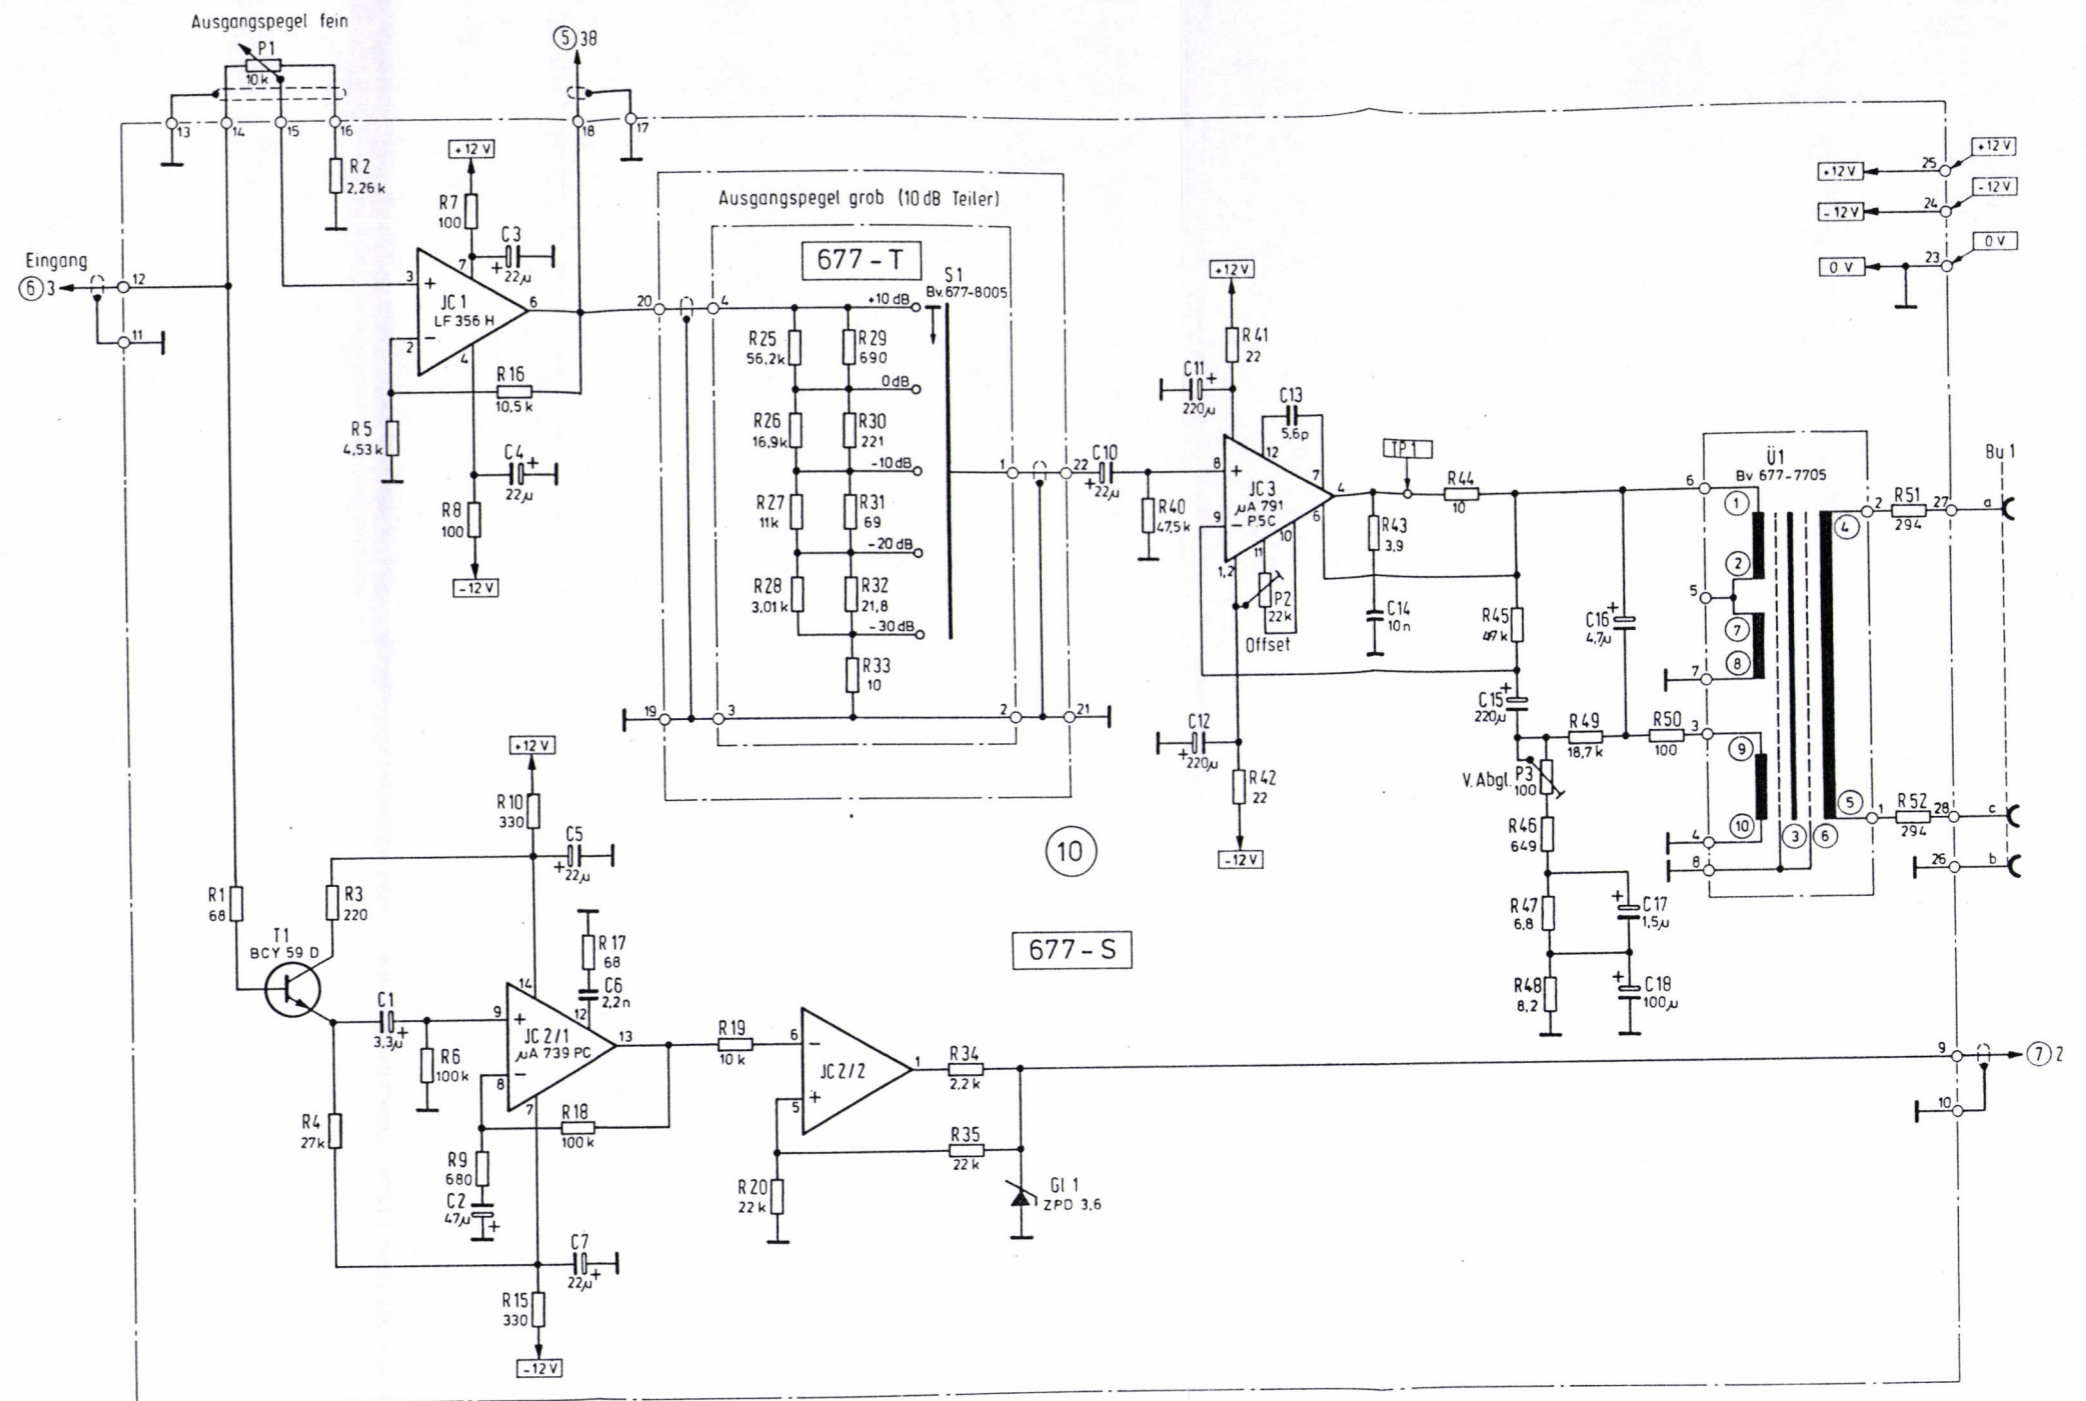 Ausgangspegel fein
P1
10k
13
14
15
16
R2
2,26k
5 38
18
17
Eingang
6 3
12
11
+12V
R7
100
C3
+
22µ
7
3
+
JC1
LF 356 H
6
2
−
4
R16
10,5k
R5
4,53k
C4
+
22µ
R8
100
−12V
20
4
Ausgangspegel grob (10dB Teiler)
677-T
S1
Bv.677-8005
+10dB
R25
56,2k
R29
690
0dB
R26
16,9k
R30
221
−10dB
R27
11k
R31
69
−20dB
R28
3,01k
R32
21,8
−30dB
R33
10
19
3
2
21
1
22
C10
+
22µ
R40
47,5k
+12V
R41
22
C11
+
220µ
C13
5,6p
12
8
+
JC3
µA 791
P5C
7
4
6
9
−
10
11
1,2
P2
22k
Offset
C12
+
220µ
R42
22
−12V
TP1
R44
10
R43
3,9
C14
10n
R45
47k
C15
+
220µ
C16
+
4,7µ
R49
18,7k
R50
100
V.Abgl.
P3
100
R46
649
R47
6,8
C17
+
1,5µ
R48
8,2
C18
+
100µ
Ü1
Bv 677-7705
6
1
2
5
7
8
7
3
9
10
4
8
3
6
4
5
2
R51
294
27
a
Bu 1
1
R52
294
28
c
26
b
+12V
25
+12V
−12V
24
−12V
0V
23
0V
10
677-S
R1
68
T1
BCY 59 D
R3
220
+12V
R10
330
C5
+
22µ
R17
68
C6
2,2n
14
12
9
+
JC 2/1
µA 739 PC
13
8
−
7
C1
3,3µ
+
R6
100k
R4
27k
R18
100k
R9
680
C2
47µ
+
C7
22µ
+
R15
330
−12V
R19
10k
6
−
JC 2/2
1
5
+
R34
2,2k
R35
22k
R20
22k
Gl 1
ZPD 3,6
9
7 2
10